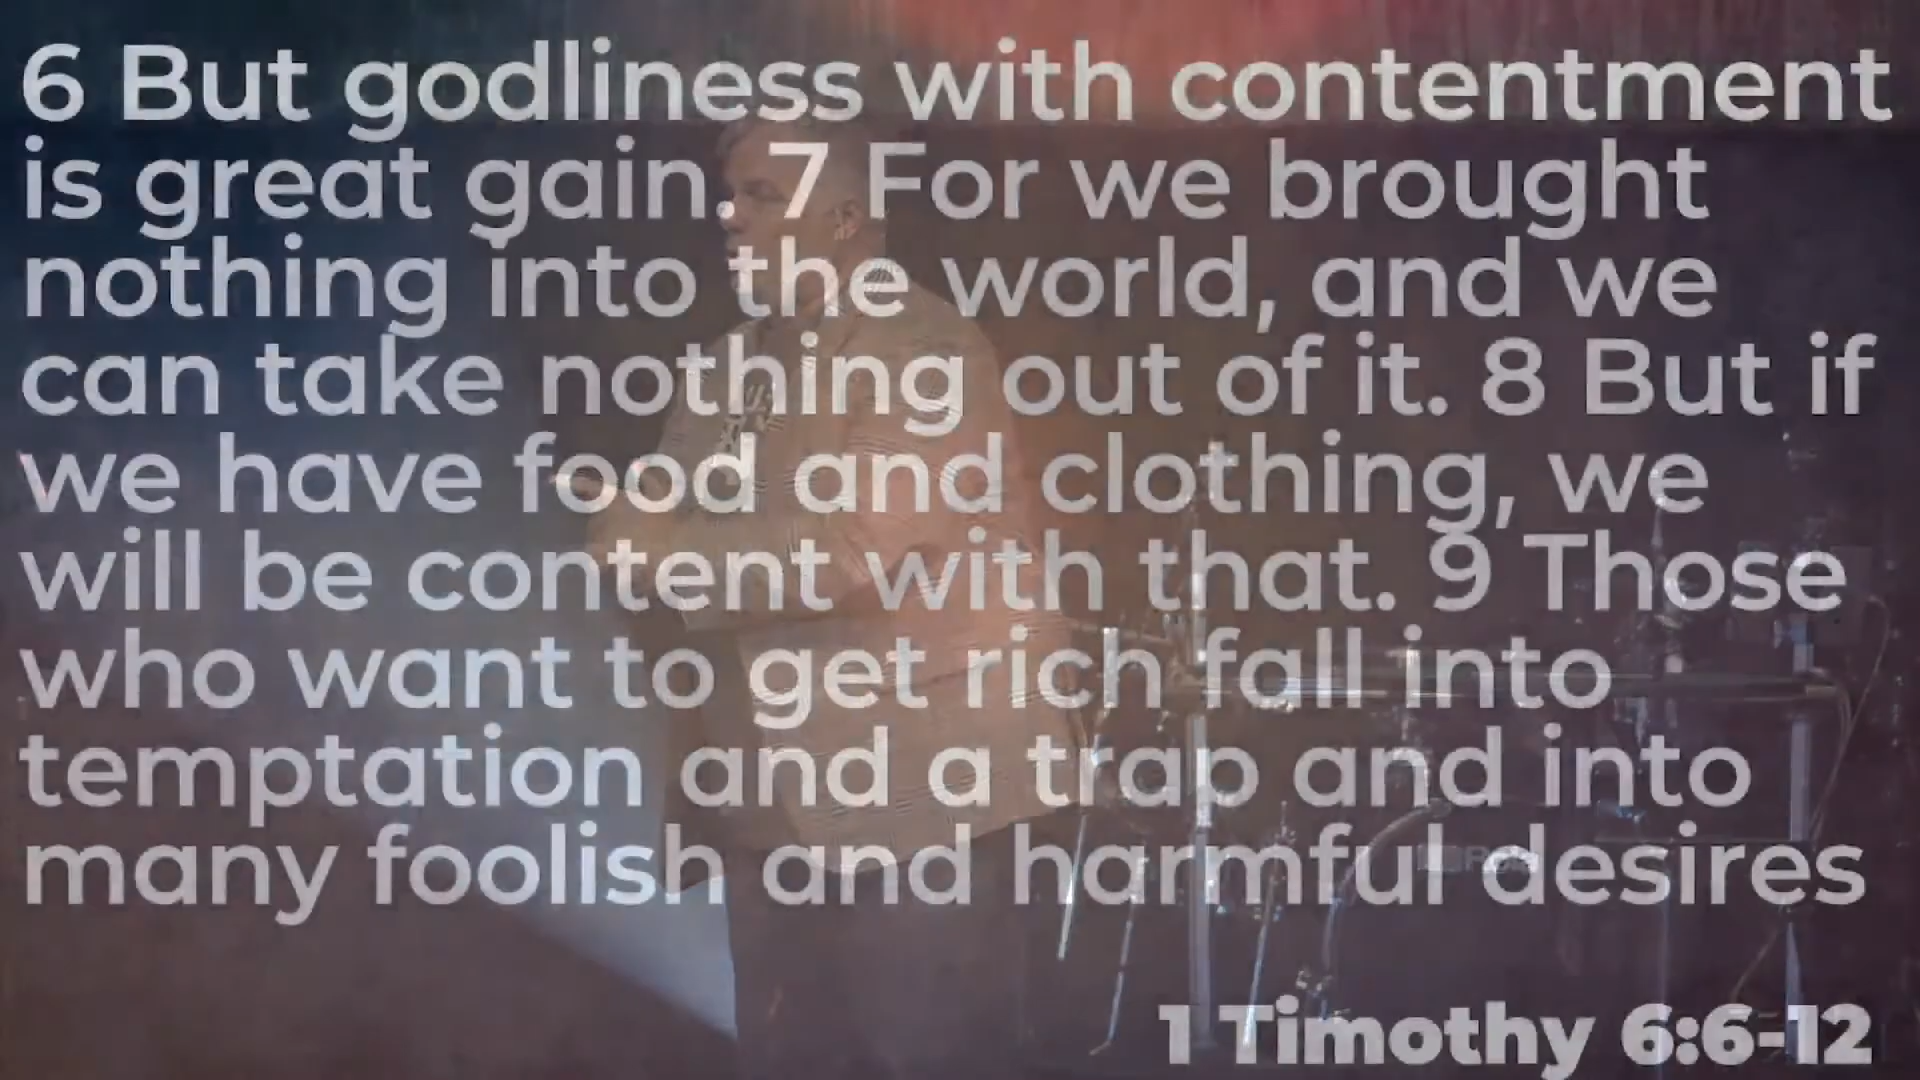 6 But godliness with contentment
is great gain. 7 For we brought
nothing into the world, and we
can take nothing out of it. 8 But if
we have food and clothing, we
will be content with that. 9 Those
who want to get rich fall into
temptation and a trap and into
many foolish and harmful desires
1 Timothy 6:6-12